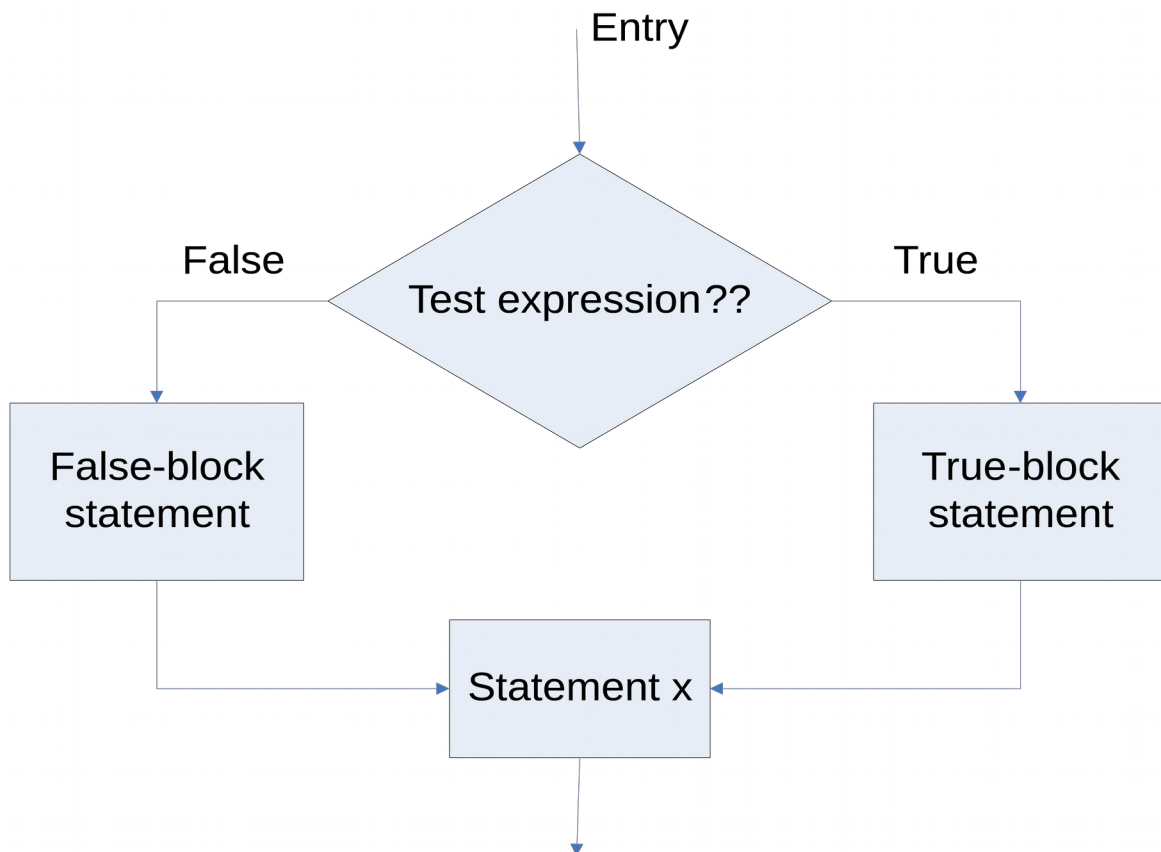 Entry
False
True
Test expression??
False-block
statement
True-block
statement
Statement x